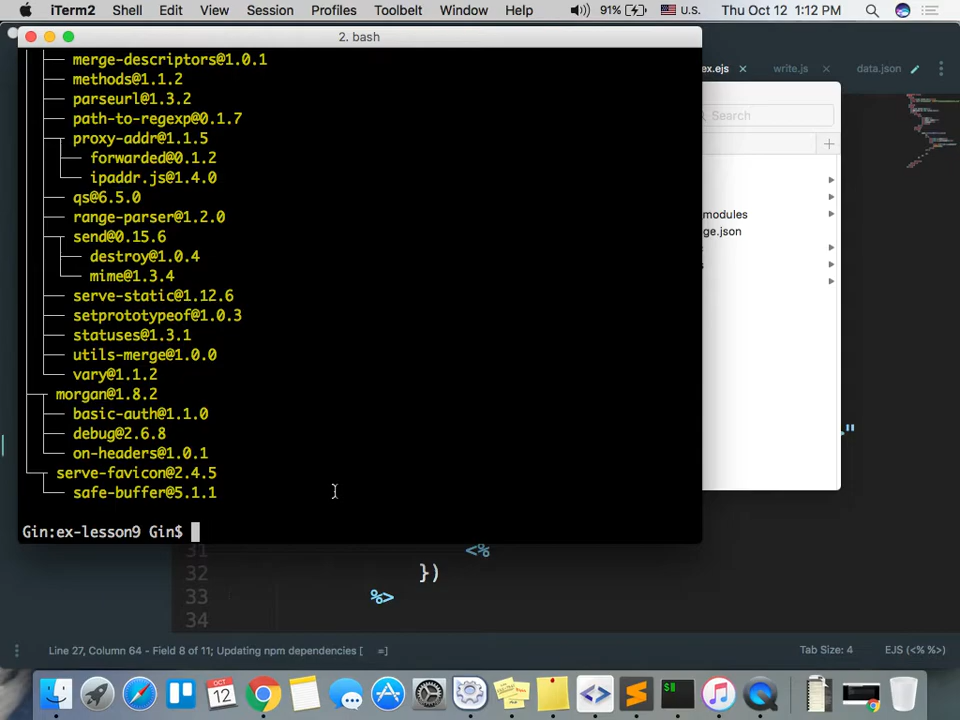 iTerm2 Shell Edit View Session Profiles Toolbelt Window Help 91% U.S. Thu Oct 12 1:12 PM
2. bash
ex.ejs × write.js × data.json
Search
merge-descriptors@1.0.1
methods@1.1.2
parseurl@1.3.2
path-to-regexp@0.1.7
proxy-addr@1.1.5
forwarded@0.1.2
ipaddr.js@1.4.0
qs@6.5.0
range-parser@1.2.0
send@0.15.6
destroy@1.0.4
mime@1.3.4
serve-static@1.12.6
setprototypeof@1.0.3
statuses@1.3.1
utils-merge@1.0.0
vary@1.1.2
morgan@1.8.2
basic-auth@1.1.0
debug@2.6.8
on-headers@1.0.1
serve-favicon@2.4.5
safe-buffer@5.1.1
Gin:ex-lesson9 Gin$
modules
ge.json
"
31 <%
32 })
33 %>
34
Line 27, Column 64 - Field 8 of 11; Updating npm dependencies [ =]
Tab Size: 4
EJS (<% %>)
OCT
12